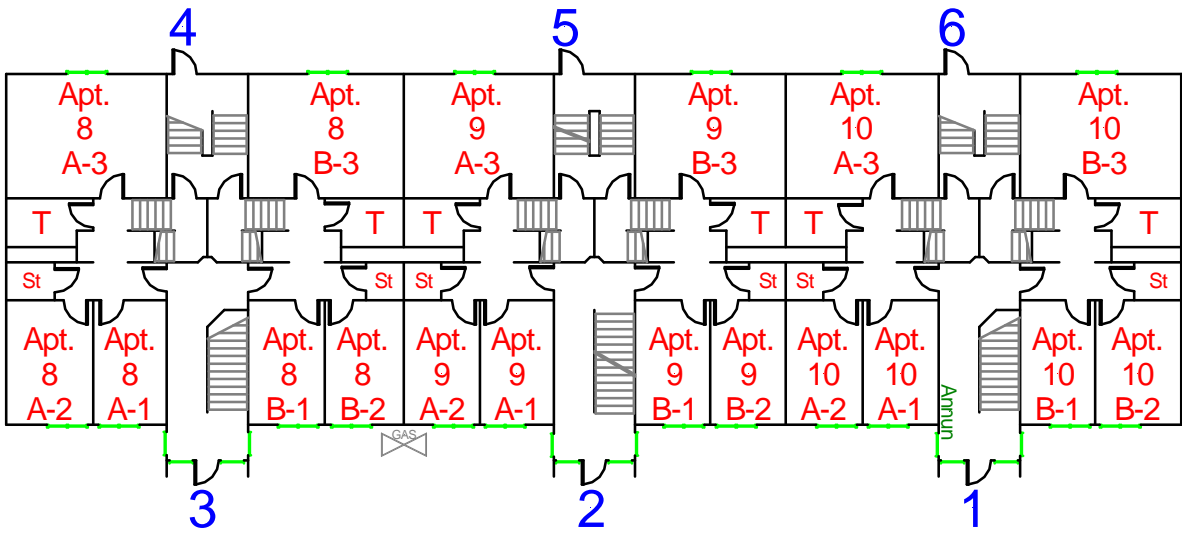 4 5 6
Apt. 8 A-3
Apt. 8 B-3
Apt. 9 A-3
Apt. 9 B-3
Apt. 10 A-3
Apt. 10 B-3
T T T T T T
St St St St St St
Apt. 8 A-2
Apt. 8 A-1
Apt. 8 B-1
Apt. 8 B-2
Apt. 9 A-2
Apt. 9 A-1
Apt. 9 B-1
Apt. 9 B-2
Apt. 10 A-2
Apt. 10 A-1
Annun
Apt. 10 B-1
Apt. 10 B-2
GAS
3 2 1